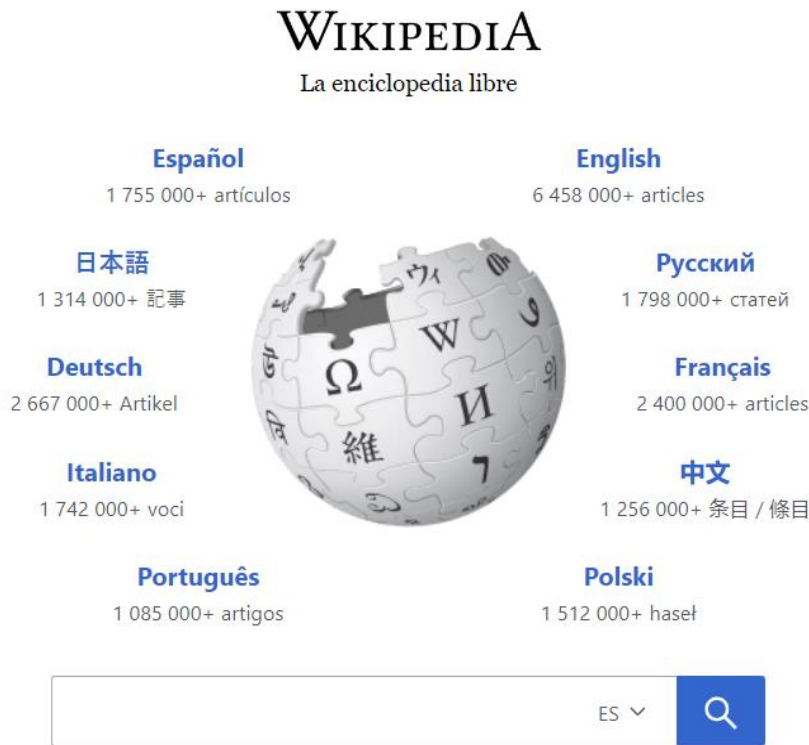 WIKIPEDIA
La enciclopedia libre
Español
1 755 000+ artículos
English
6 458 000+ articles
日本語
1 314 000+ 記事
Русский
1 798 000+ статей
Deutsch
2 667 000+ Artikel
Français
2 400 000+ articles
Italiano
1 742 000+ voci
中文
1 256 000+ 条目 / 條目
Português
1 085 000+ artigos
Polski
1 512 000+ haseł
Ω
W
ウィ
И
維
ES